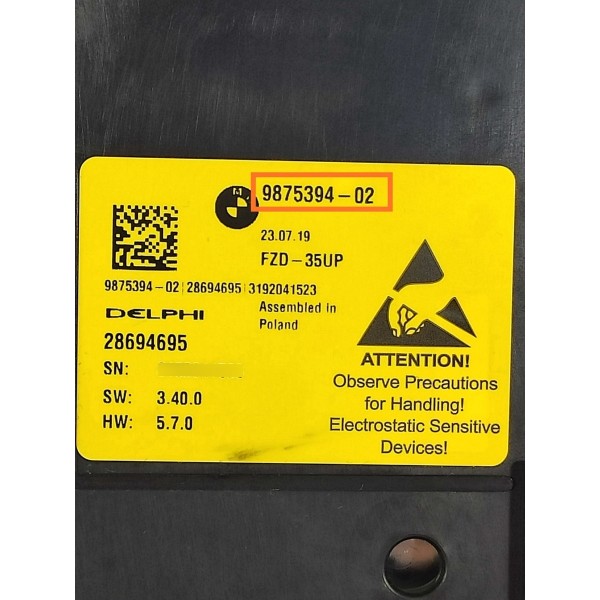 BMW
9875394-02
23.07.19
FZD-35UP
9875394-02|28694695|3192041523
DELPHI
Assembled in
Poland
28694695
SN:
SW: 3.40.0
HW: 5.7.0
ATTENTION!
Observe Precautions
for Handling!
Electrostatic Sensitive
Devices!